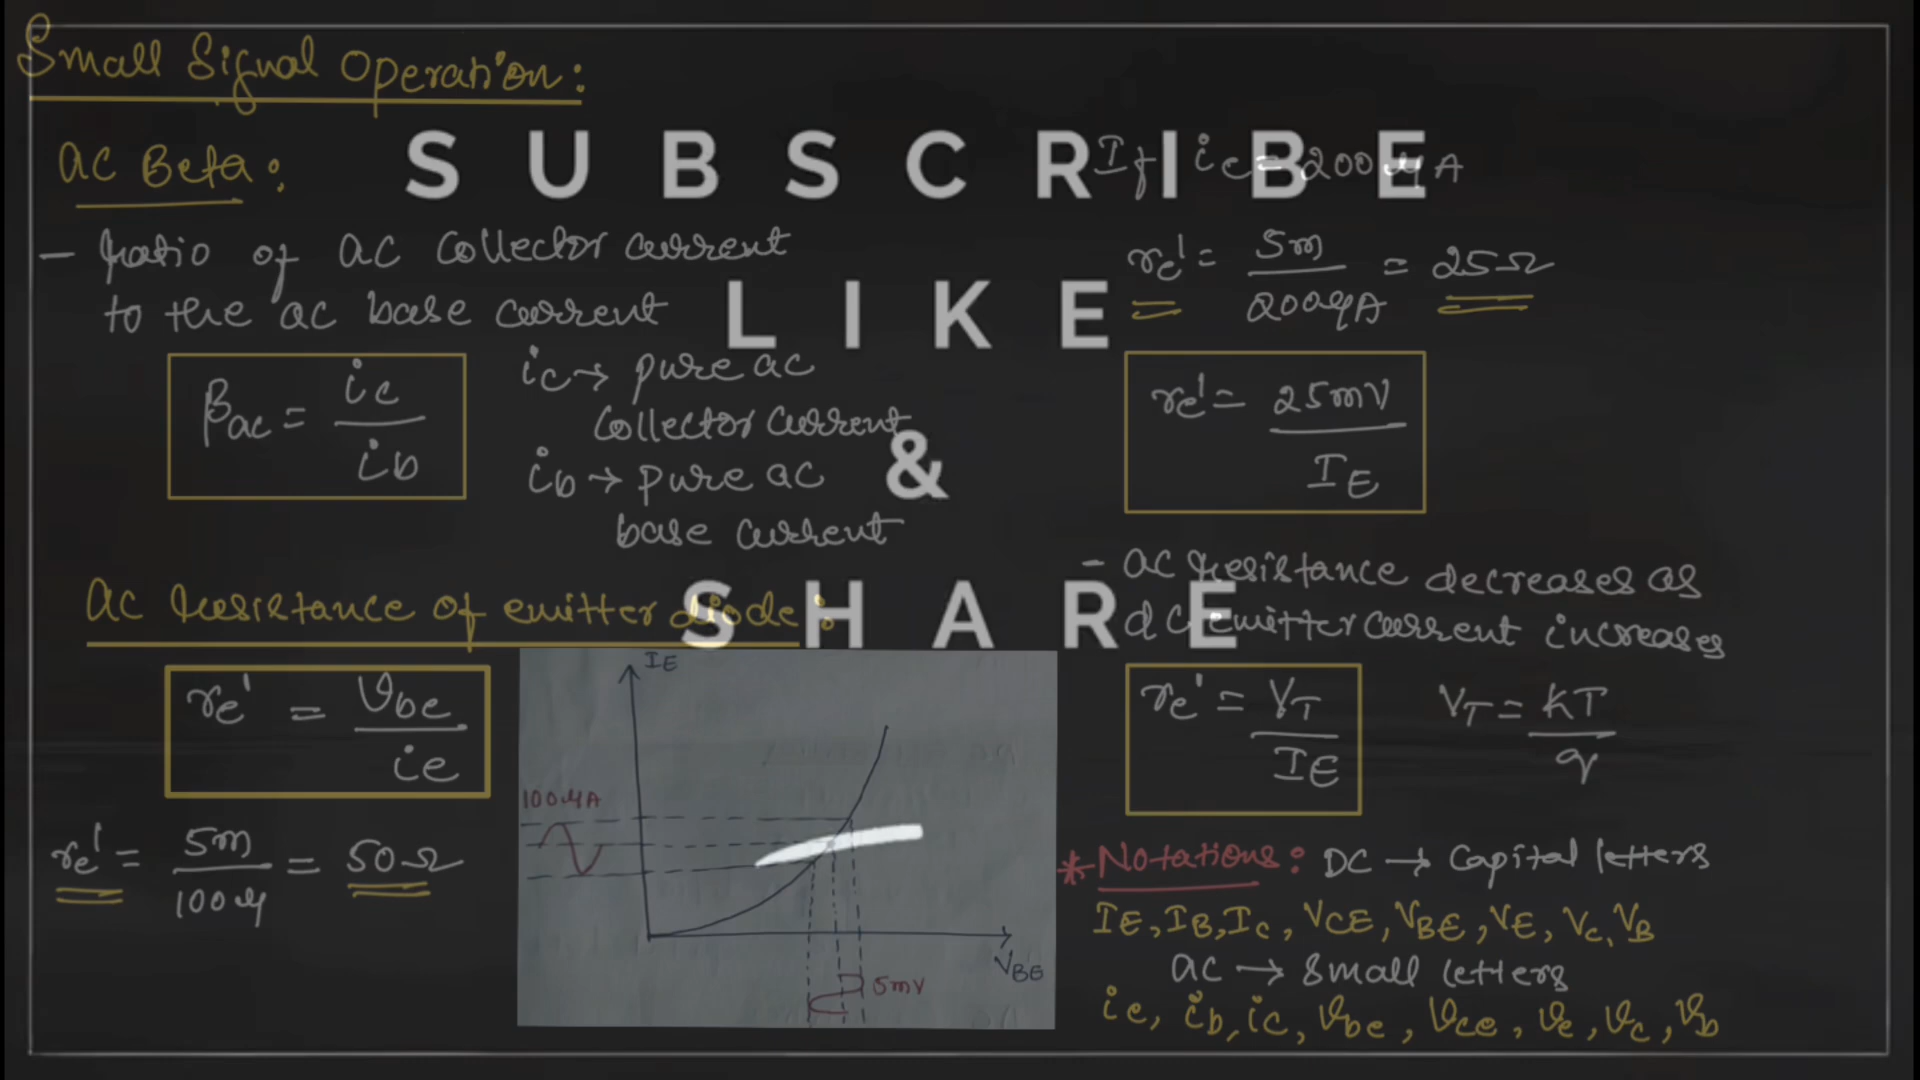 Small Signal Operation:
ac Beta:
- ratio of ac collector current
to the ac base current
βac = ic / ib
ic → pure ac
collector current
ib → pure ac
base current
ac resistance of emitter diode:
re' = vbe / ie
re' = 5m / 100μ = 50Ω
IE
100μA
VBE
5mV
SUBSCRIBE
LIKE
&
SHARE
If ic = 200μA
re' = 5m / 200μA = 25Ω
re' = 25mV / IE
- ac resistance decreases as
dc emitter current increases
re' = VT / IE
VT = kT / q
*Notations: DC → Capital letters
IE, IB, IC, VCE, VBE, VE, VC, VB
ac → small letters
ie, ib, ic, vbe, vce, ve, vc, vb